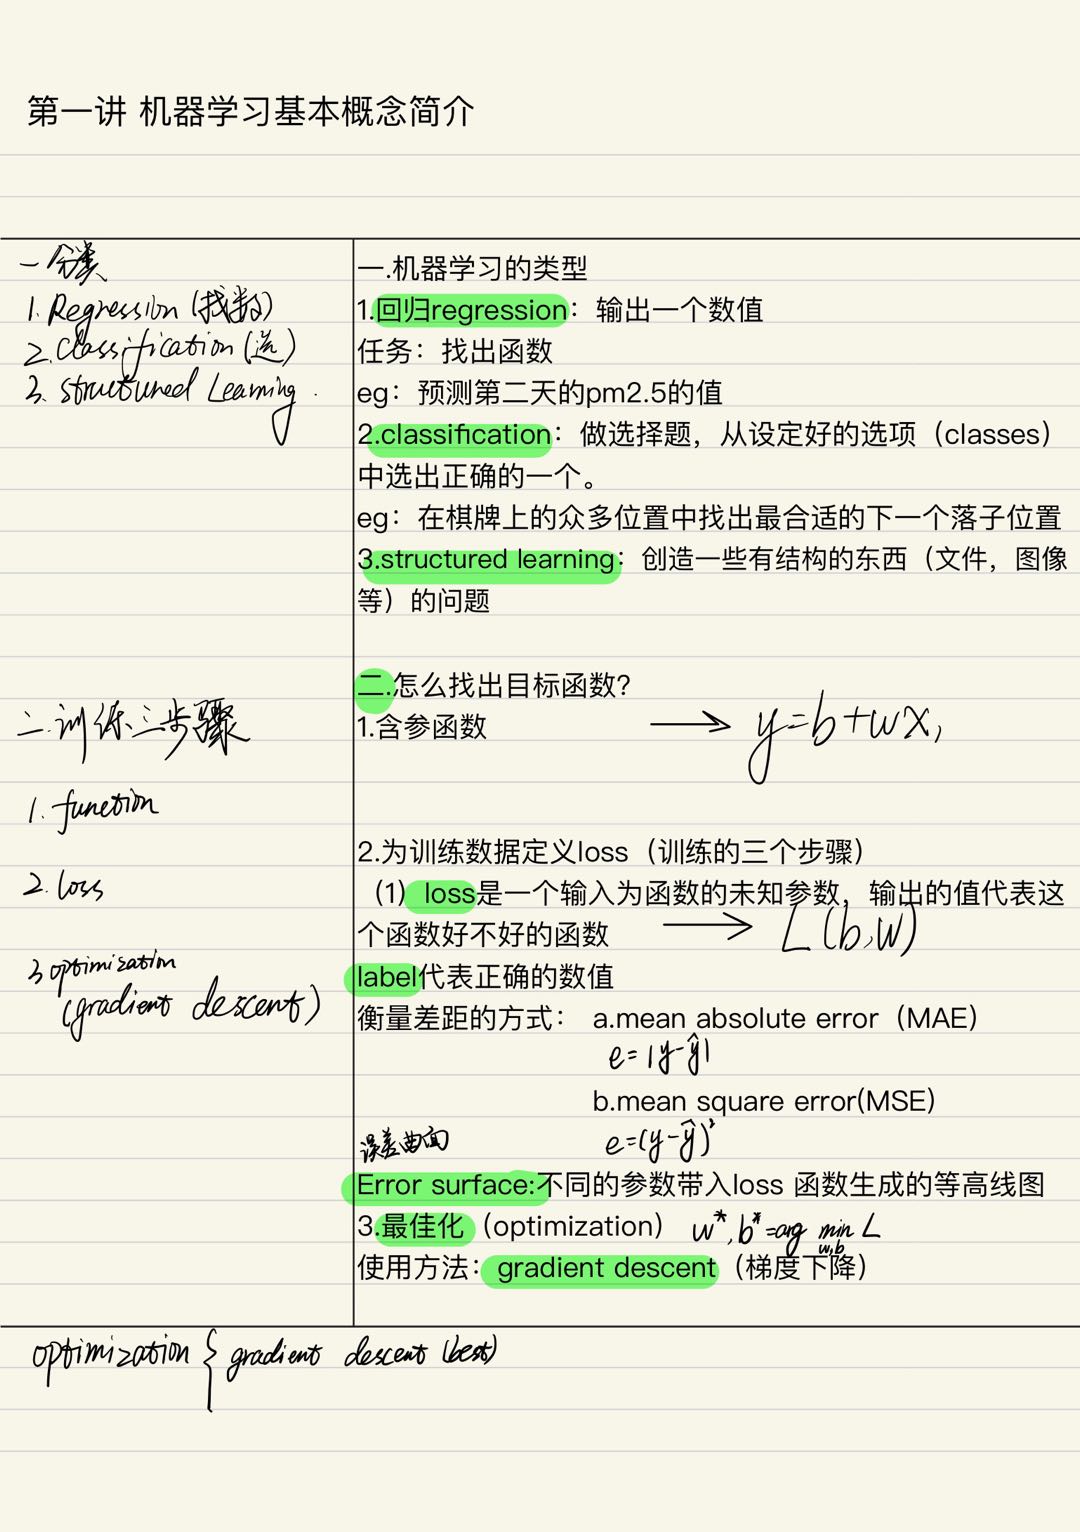 第一讲 机器学习基本概念简介
一 分类
1. Regression (找数)
2. Classification (选)
3. structured Learning.
一.机器学习的类型
1.回归regression：输出一个数值
任务：找出函数
eg：预测第二天的pm2.5的值
2.classification：做选择题，从设定好的选项（classes）
中选出正确的一个。
eg：在棋牌上的众多位置中找出最合适的下一个落子位置
3.structured learning：创造一些有结构的东西（文件，图像
等）的问题
二.训练三步骤
1. function
2. loss
3 optimisation
(gradient descent)
二.怎么找出目标函数？
1.含参函数 → y=b+wx,
2.为训练数据定义loss（训练的三个步骤）
（1）loss是一个输入为函数的未知参数，输出的值代表这
个函数好不好的函数 → L(b,w)
label代表正确的数值
衡量差距的方式： a.mean absolute error（MAE）
e=|y-ŷ|
b.mean square error(MSE)
e=(y-ŷ)²
误差曲面
Error surface:不同的参数带入loss 函数生成的等高线图
3.最佳化（optimization） w*,b*=arg min L
w,b
使用方法：gradient descent（梯度下降）
optimization { gradient descent (best)